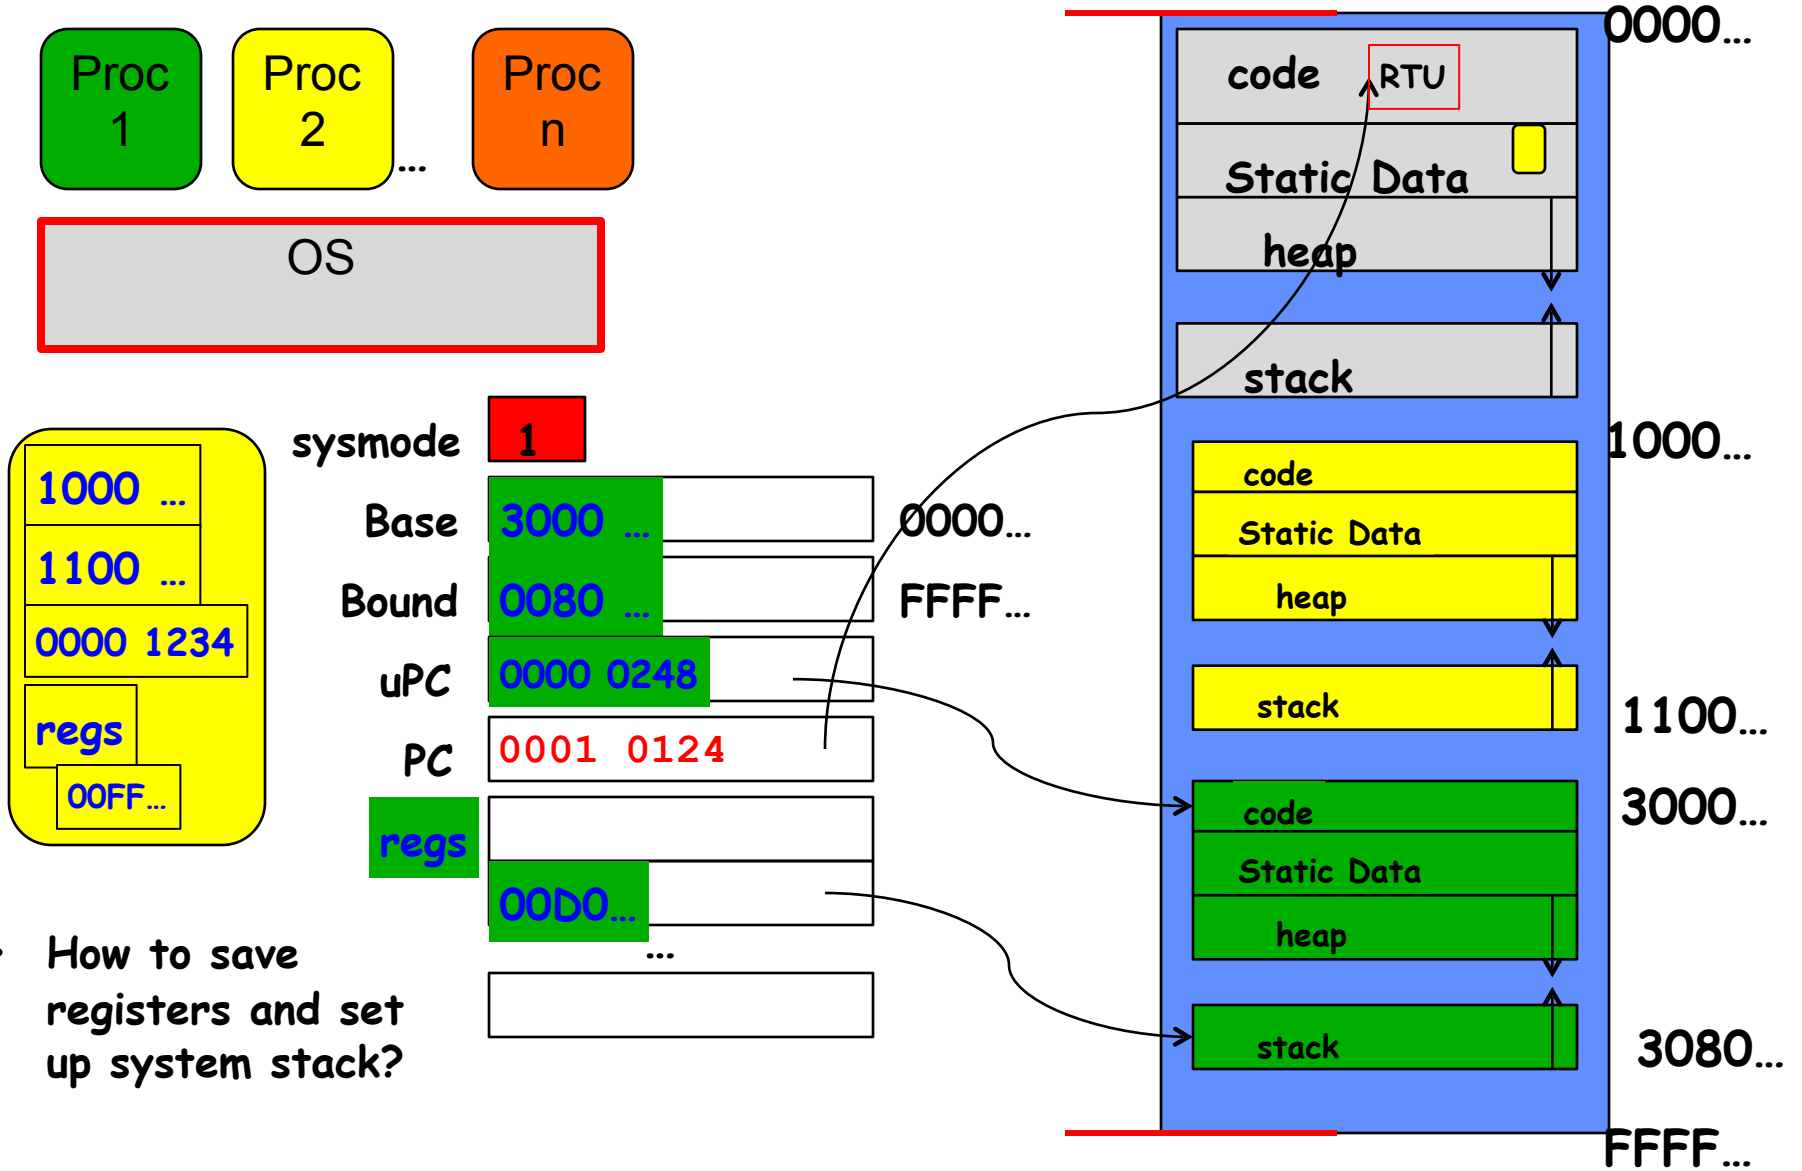 Proc
1
Proc
2
...
Proc
n
OS
sysmode
1
Base
3000 ...
0000...
Bound
0080 ...
FFFF...
uPC
0000 0248
PC
0001 0124
regs
00D0...
...
1000 ...
1100 ...
0000 1234
regs
00FF...
How to save
registers and set
up system stack?
code
RTU
Static Data
heap
stack
code
Static Data
heap
stack
code
Static Data
heap
stack
0000...
1000...
1100...
3000...
3080...
FFFF...